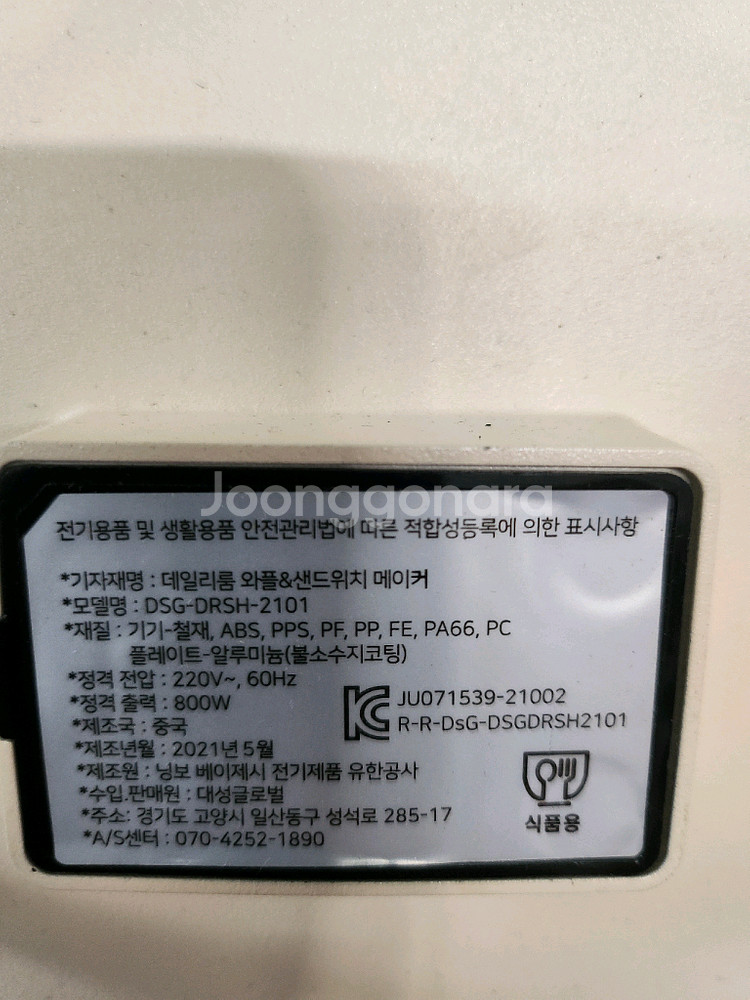 Joonggonara
전기용품 및 생활용품 안전관리법에 따른 적합성등록에 의한 표시사항
*기자재명 : 데일리룸 와플&샌드위치 메이커
*모델명 : DSG-DRSH-2101
*재질 : 기기-철재, ABS, PPS, PF, PP, FE, PA66, PC
플레이트-알루미늄(불소수지코팅)
*정격 전압 : 220V~, 60Hz
*정격 출력 : 800W
JU071539-21002
R-R-DsG-DSGDRSH2101
*제조국 : 중국
*제조년월 : 2021년 5월
*제조원 : 닝보 베이제시 전기제품 유한공사
*수입.판매원 : 대성글로벌
*주소: 경기도 고양시 일산동구 성석로 285-17
*A/S센터 : 070-4252-1890
식품용